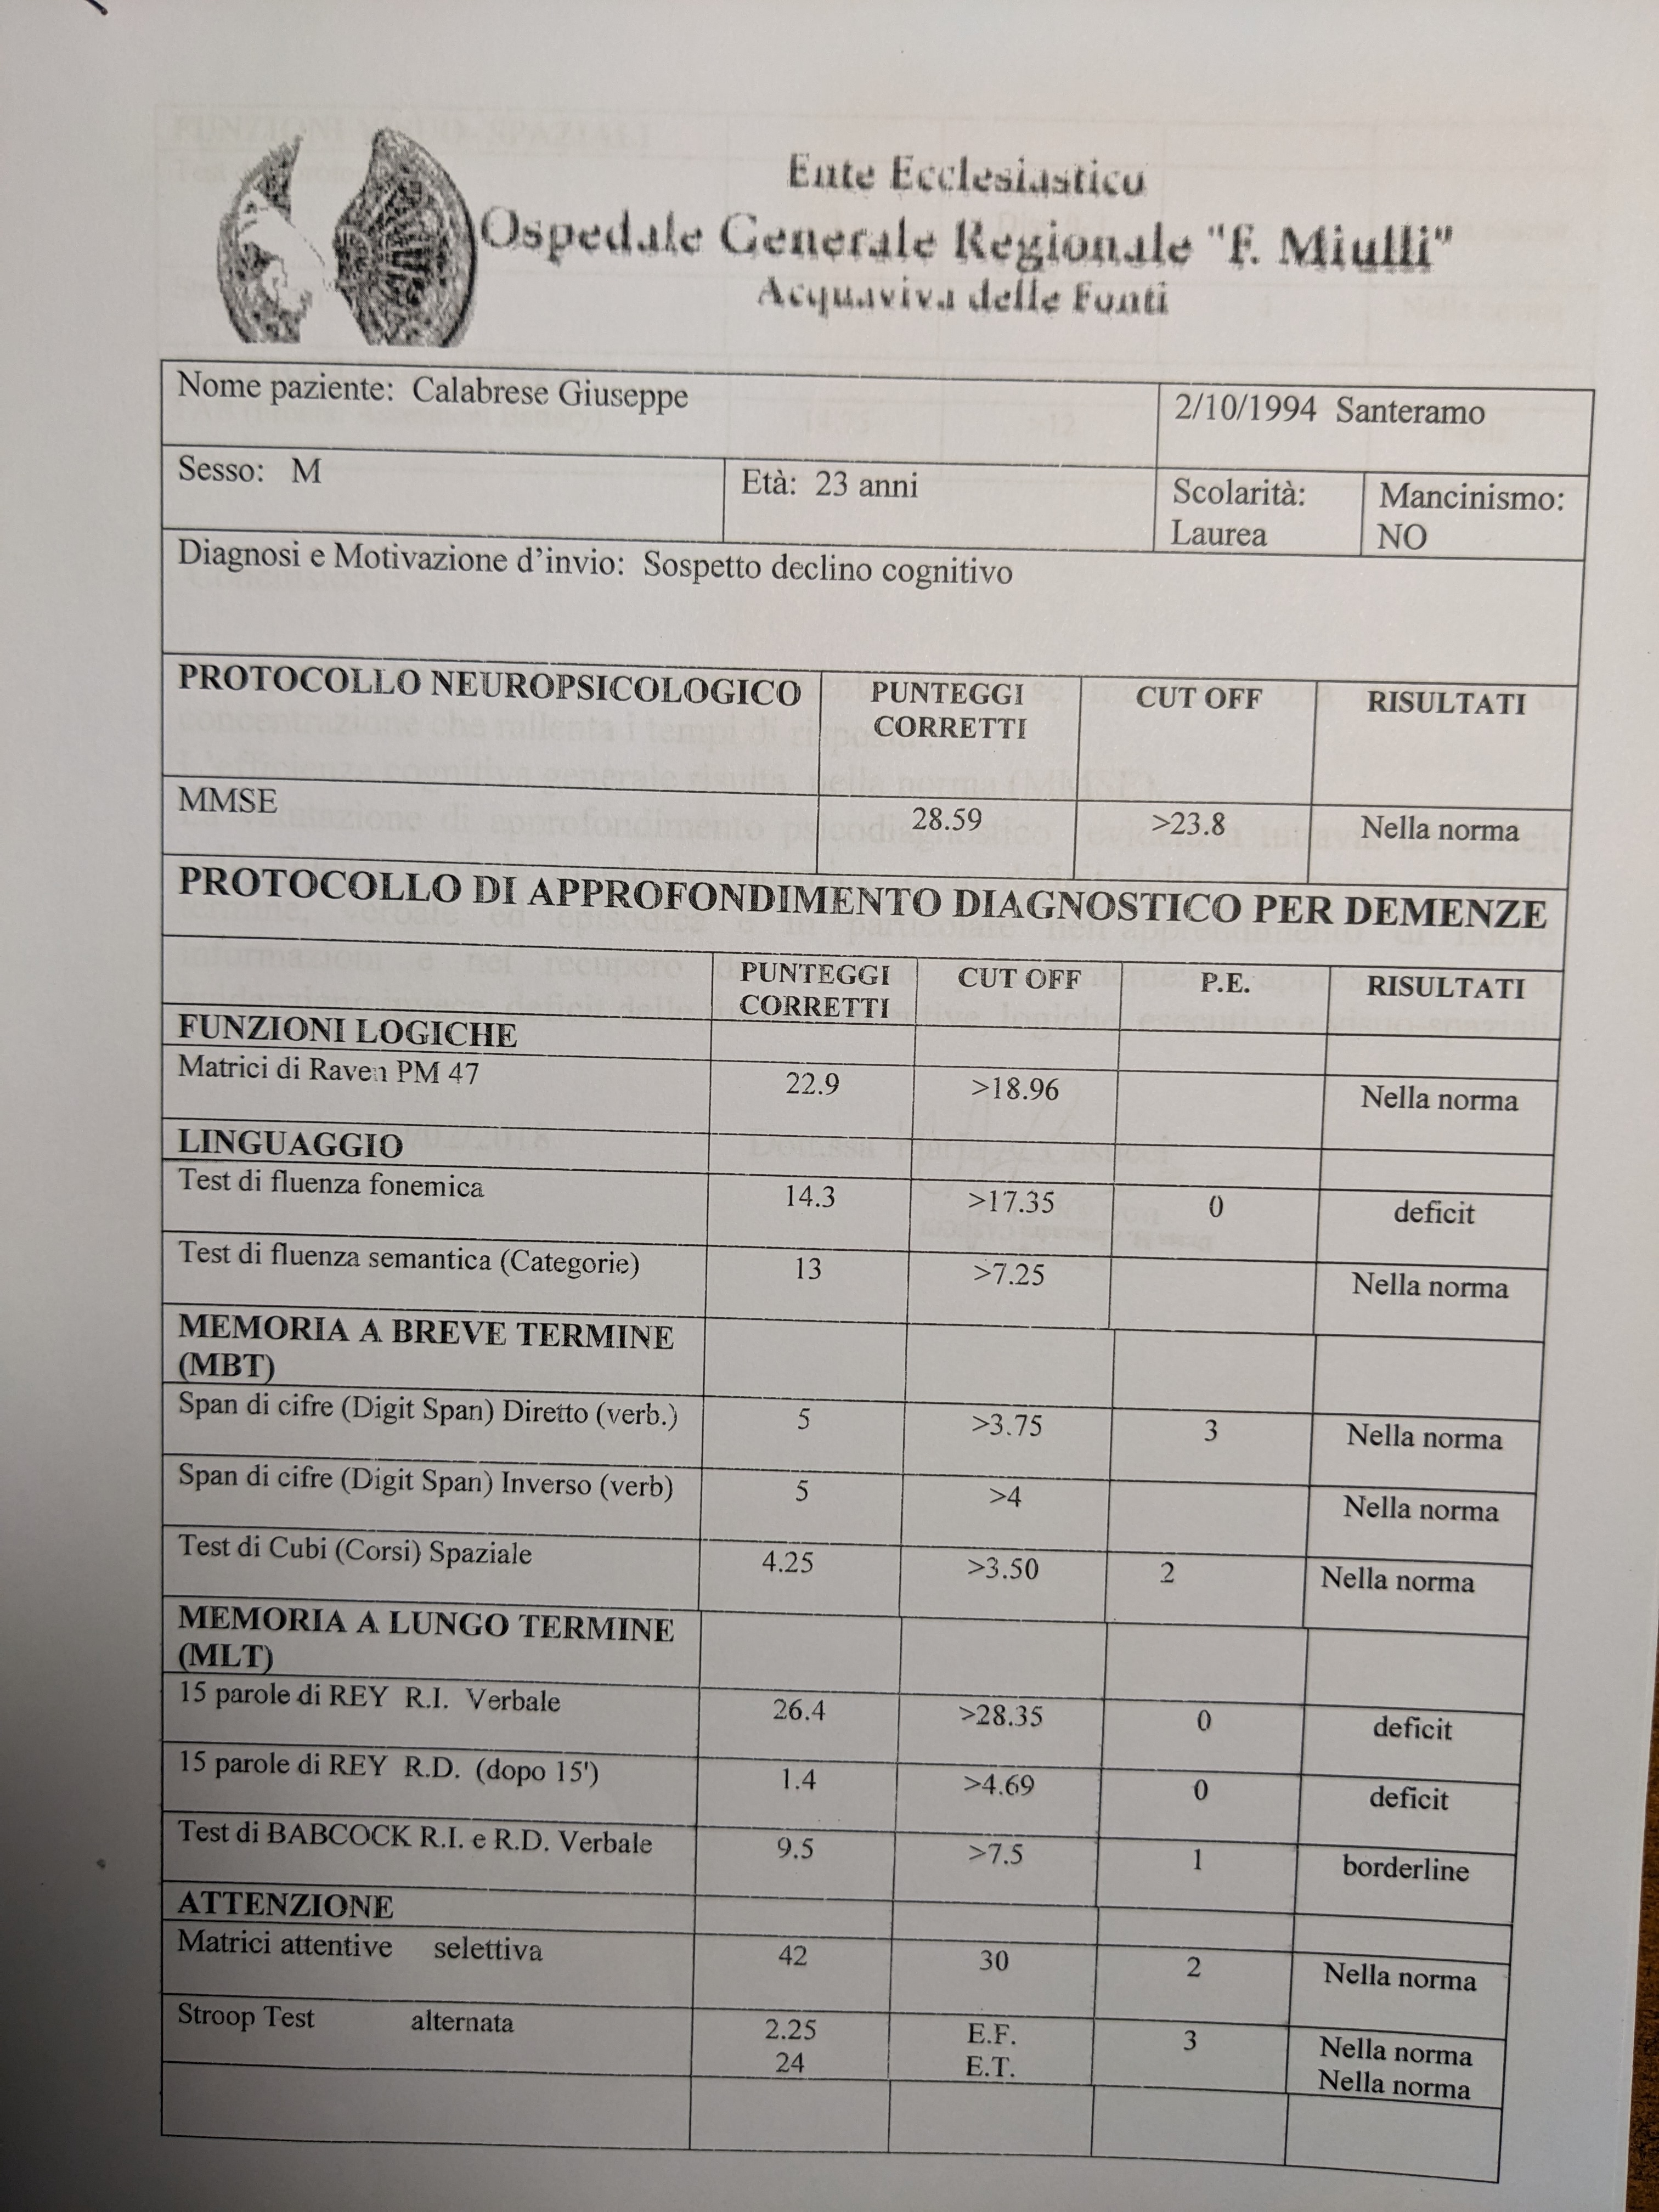 Ente Ecclesiastico
Ospedale Generale Regionale "F. Miulli"
Acquaviva delle Fonti
Nome paziente: Calabrese Giuseppe 2/10/1994 Santeramo
Sesso: M Età: 23 anni Scolarità: Laurea Mancinismo: NO
Diagnosi e Motivazione d'invio: Sospetto declino cognitivo
PROTOCOLLO NEUROPSICOLOGICO PUNTEGGI CORRETTI CUT OFF RISULTATI
MMSE 28.59 >23.8 Nella norma
PROTOCOLLO DI APPROFONDIMENTO DIAGNOSTICO PER DEMENZE
PUNTEGGI CORRETTI CUT OFF P.E. RISULTATI
FUNZIONI LOGICHE
Matrici di Raven PM 47 22.9 >18.96 Nella norma
LINGUAGGIO
Test di fluenza fonemica 14.3 >17.35 0 deficit
Test di fluenza semantica (Categorie) 13 >7.25 Nella norma
MEMORIA A BREVE TERMINE
(MBT)
Span di cifre (Digit Span) Diretto (verb.) 5 >3.75 3 Nella norma
Span di cifre (Digit Span) Inverso (verb) 5 >4 Nella norma
Test di Cubi (Corsi) Spaziale 4.25 >3.50 2 Nella norma
MEMORIA A LUNGO TERMINE
(MLT)
15 parole di REY R.I. Verbale 26.4 >28.35 0 deficit
15 parole di REY R.D. (dopo 15') 1.4 >4.69 0 deficit
Test di BABCOCK R.I. e R.D. Verbale 9.5 >7.5 1 borderline
ATTENZIONE
Matrici attentive selettiva 42 30 2 Nella norma
Stroop Test alternata 2.25 E.F. 3 Nella norma
24 E.T. Nella norma